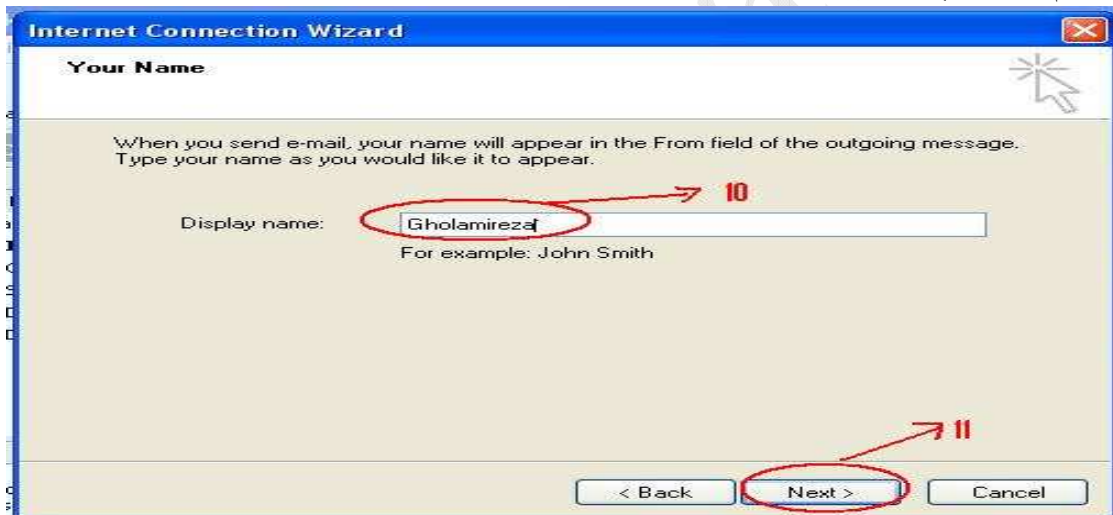 Internet Connection Wizard
Your Name
When you send e-mail, your name will appear in the From field of the outgoing message.
Type your name as you would like it to appear.
10
Display name: Gholamireza
For example: John Smith
11
< Back Next > Cancel